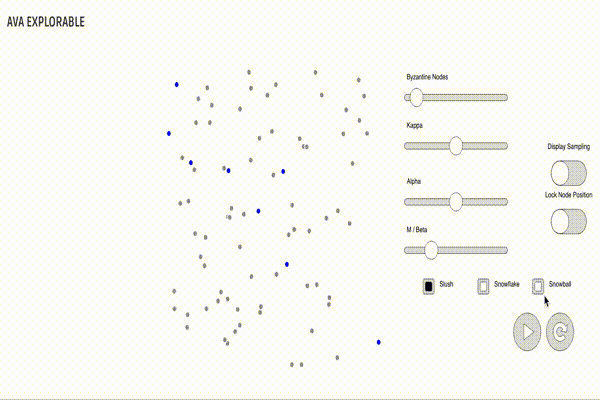 AVA EXPLORABLE
Byzantine Nodes
Kappa
Display Sampling
Alpha
Lock Node Position
M / Beta
Slush
Snowflake
Snowball